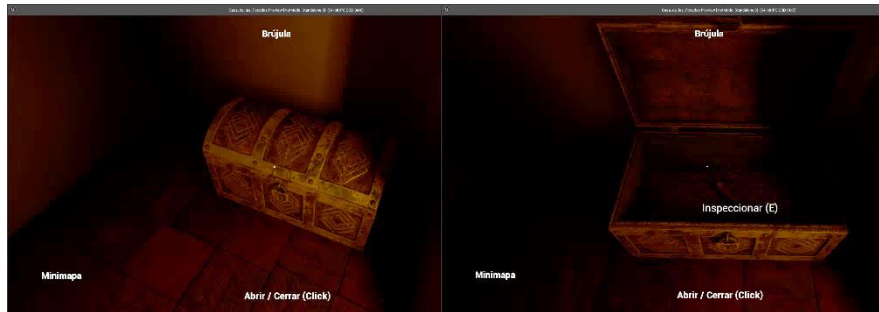 Brújula
Minimapa
Abrir / Cerrar (Click)
Brújula
Inspeccionar (E)
Minimapa
Abrir / Cerrar (Click)